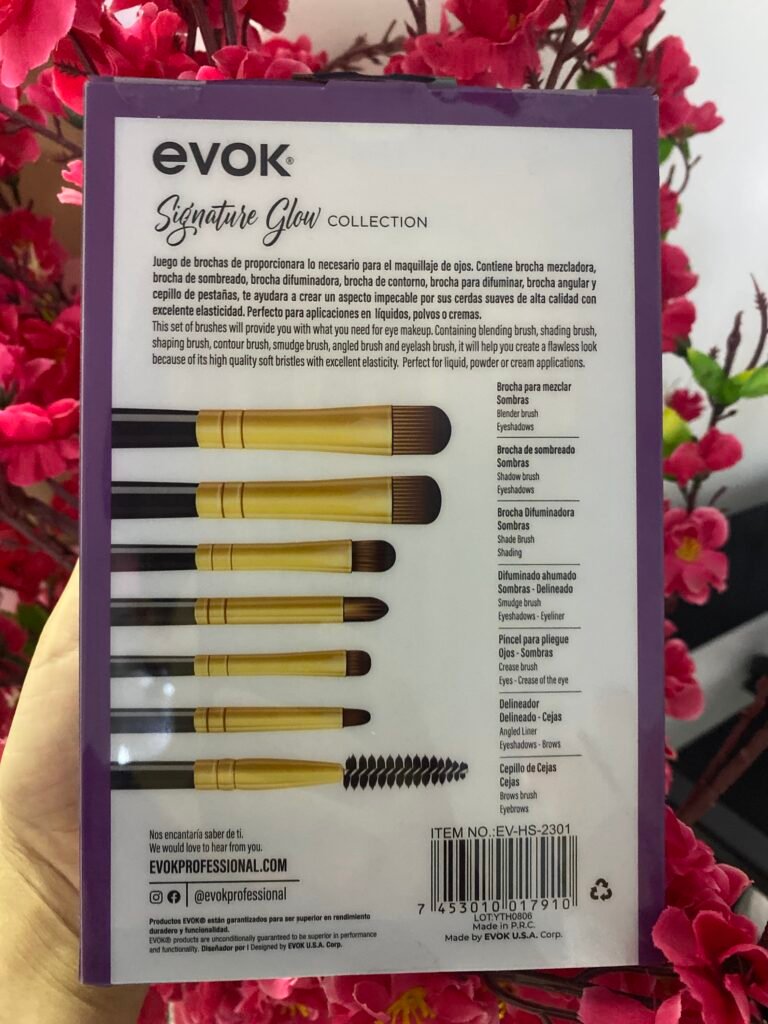 evok®
Signature Glow COLLECTION
Juego de brochas de proporcionara lo necesario para el maquillaje de ojos. Contiene brocha mezcladora,
brocha de sombreado, brocha difuminadora, brocha de contorno, brocha para difuminar, brocha angular y
cepillo de pestañas, te ayudara a crear un aspecto impecable por sus cerdas suaves de alta calidad con
excelente elasticidad. Perfecto para aplicaciones en líquidos, polvos o cremas.
This set of brushes will provide you with what you need for eye makeup. Containing blending brush, shading brush,
shaping brush, contour brush, smudge brush, angled brush and eyelash brush, it will help you create a flawless look
because of its high quality soft bristles with excellent elasticity. Perfect for liquid, powder or cream applications.
Brocha para mezclar
Sombras
Blender brush
Eyeshadows
Brocha de sombreado
Sombras
Shadow brush
Eyeshadows
Brocha Difuminadora
Sombras
Shade Brush
Shading
Difuminado ahumado
Sombras - Delineado
Smudge brush
Eyeshadows - Eyeliner
Pincel para pliegue
Ojos - Sombras
Crease brush
Eyes - Crease of the eye
Delineador
Delineado - Cejas
Angled Liner
Eyeshadows - Brows
Cepillo de Cejas
Cejas
Brows brush
Eyebrows
Nos encantaría saber de ti.
We would love to hear from you.
EVOKPROFESSIONAL.COM
@evokprofessional
Productos EVOK® están garantizados para ser superior en rendimiento
duradero y funcionalidad.
EVOK® products are unconditionally guaranteed to be superior in performance
and functionality. Diseñador por | Designed by EVOK U.S.A. Corp.
ITEM NO.:EV-HS-2301
7 453010 017910
LOT:YTH0806
Made in P.R.C.
Made by EVOK U.S.A. Corp.